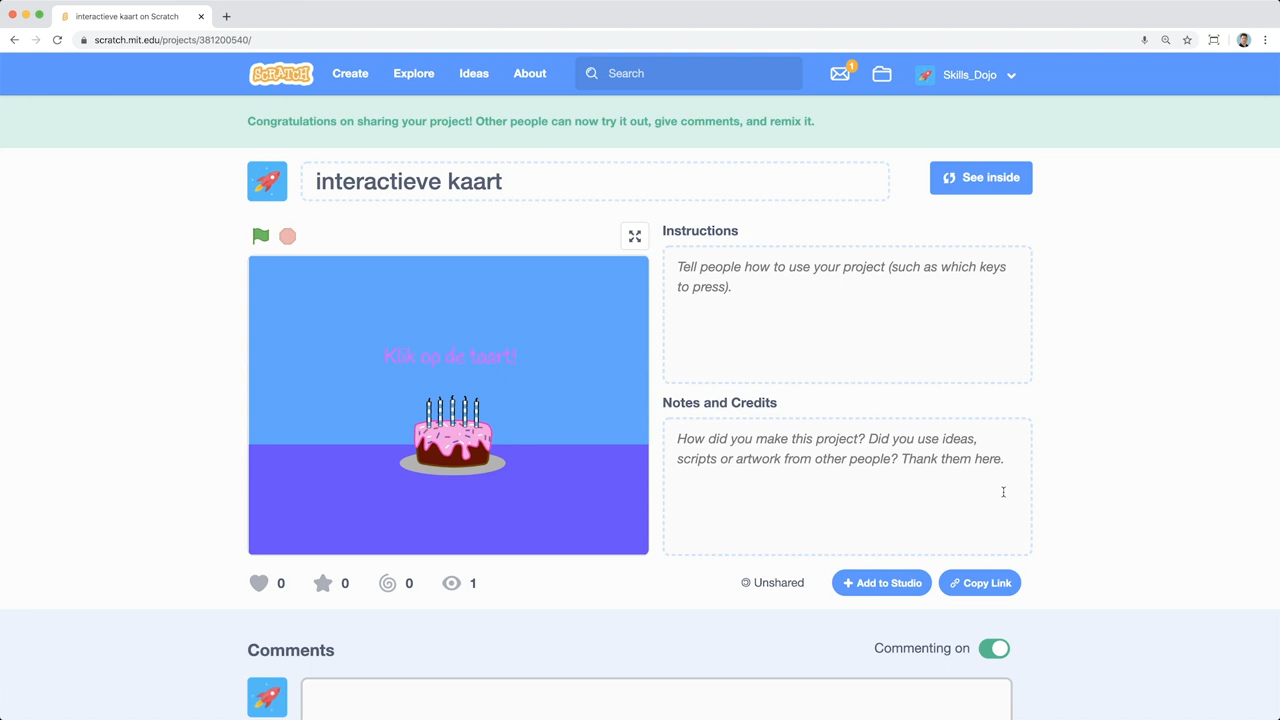 interactieve kaart on Scratch
scratch.mit.edu/projects/381200540/
SCRATCH
Create
Explore
Ideas
About
Search
1
Skills_Dojo
Congratulations on sharing your project! Other people can now try it out, give comments, and remix it.
interactieve kaart
See inside
Instructions
Tell people how to use your project (such as which keys
to press).
Klik op de taart!
Notes and Credits
How did you make this project? Did you use ideas,
scripts or artwork from other people? Thank them here.
0
0
0
1
Unshared
Add to Studio
Copy Link
Comments
Commenting on